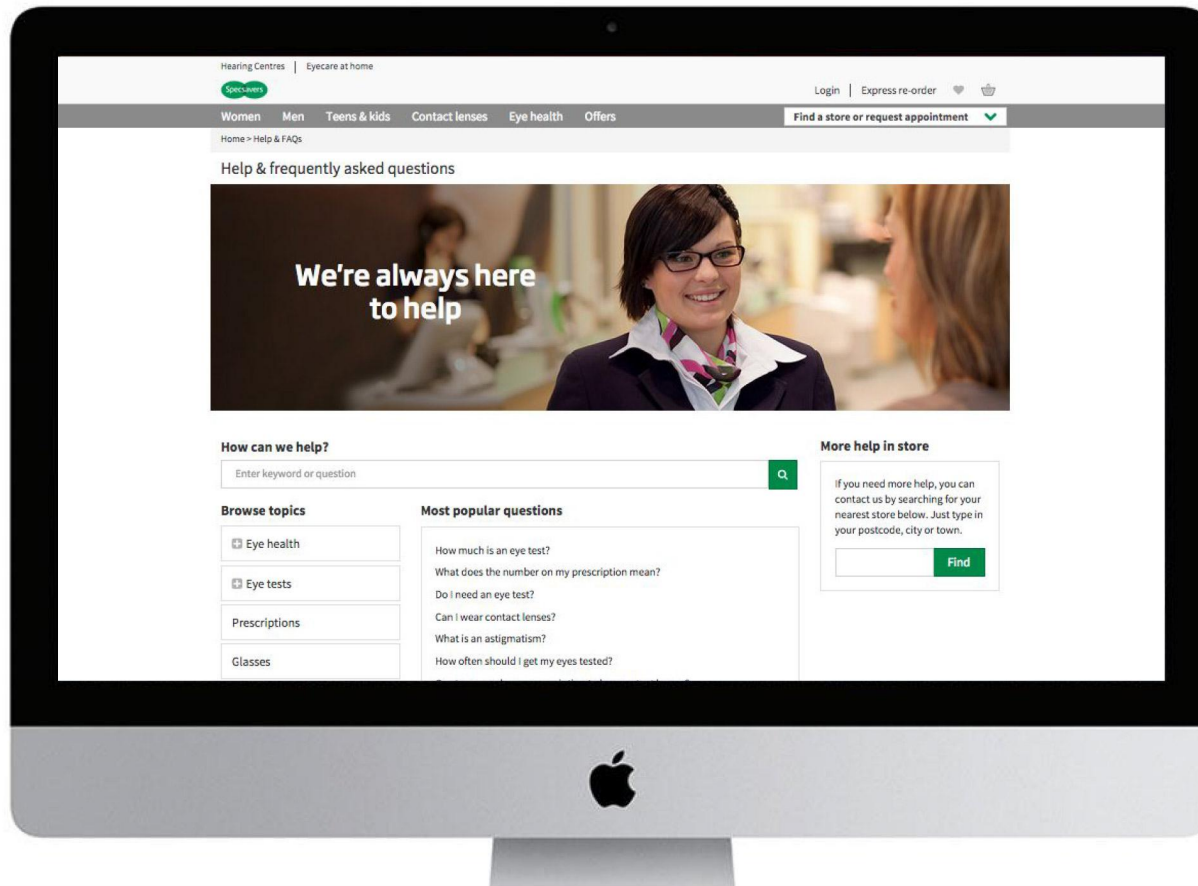 Hearing Centres | Eyecare at home
Specsavers
Login | Express re-order
Women Men Teens & kids Contact lenses Eye health Offers
Find a store or request appointment
Home > Help & FAQs
Help & frequently asked questions
We're always here
to help
How can we help?
Enter keyword or question
Browse topics
Eye health
Eye tests
Prescriptions
Glasses
Most popular questions
How much is an eye test?
What does the number on my prescription mean?
Do I need an eye test?
Can I wear contact lenses?
What is an astigmatism?
How often should I get my eyes tested?
More help in store
If you need more help, you can
contact us by searching for your
nearest store below. Just type in
your postcode, city or town.
Find